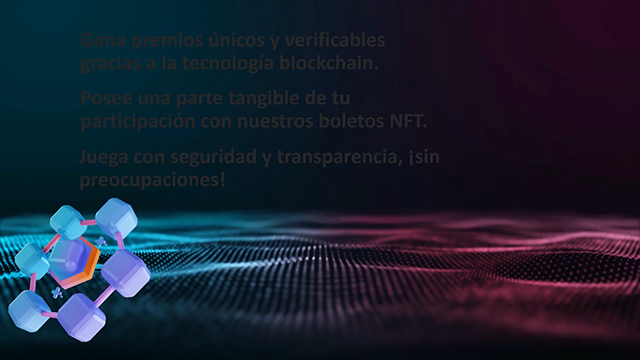 Gana premios únicos y verificables
gracias a la tecnología blockchain.
Posee una parte tangible de tu
participación con nuestros boletos NFT.
Juega con seguridad y transparencia, ¡sin
preocupaciones!